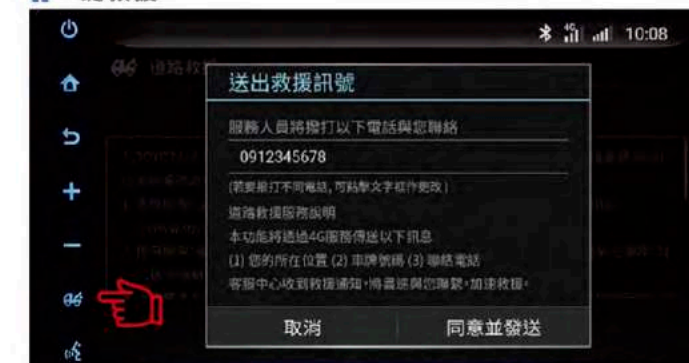 4G
10:08
道路救
送出救援訊號
服務人員將撥打以下電話與您聯絡
0912345678
(若要撥打不同電話,可點擊文字框作更改)
道路救援服務說明
本功能將透過4G服務傳送以下訊息
(1) 您的所在位置 (2) 車牌號碼 (3) 聯絡電話
客服中心收到救援通知,將盡速與您聯繫,加速救援。
取消
同意並發送